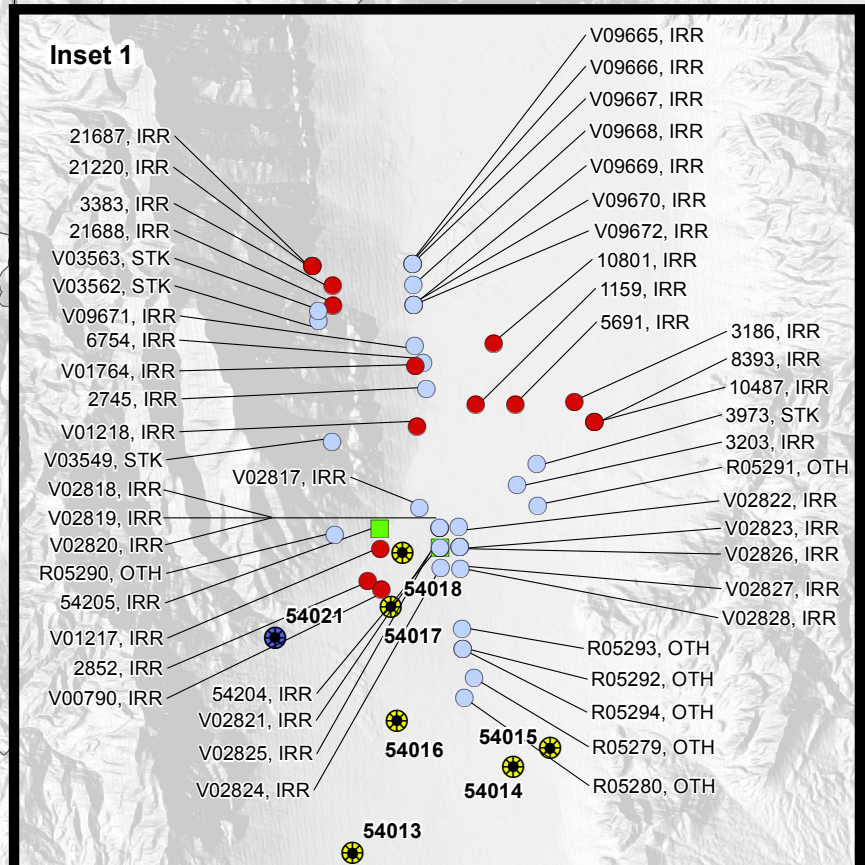 Inset 1
V09665, IRR
V09666, IRR
V09667, IRR
V09668, IRR
V09669, IRR
V09670, IRR
V09672, IRR
10801, IRR
1159, IRR
5691, IRR
21687, IRR
21220, IRR
3383, IRR
21688, IRR
V03563, STK
V03562, STK
V09671, IRR
6754, IRR
V01764, IRR
2745, IRR
V01218, IRR
V03549, STK
V02817, IRR
V02818, IRR
V02819, IRR
V02820, IRR
R05290, OTH
54205, IRR
V01217, IRR
2852, IRR
V00790, IRR
3186, IRR
8393, IRR
10487, IRR
3973, STK
3203, IRR
R05291, OTH
V02822, IRR
V02823, IRR
V02826, IRR
V02827, IRR
V02828, IRR
54018
54021
54017
54204, IRR
V02821, IRR
V02825, IRR
V02824, IRR
R05293, OTH
R05292, OTH
R05294, OTH
R05279, OTH
R05280, OTH
54016
54015
54014
54013